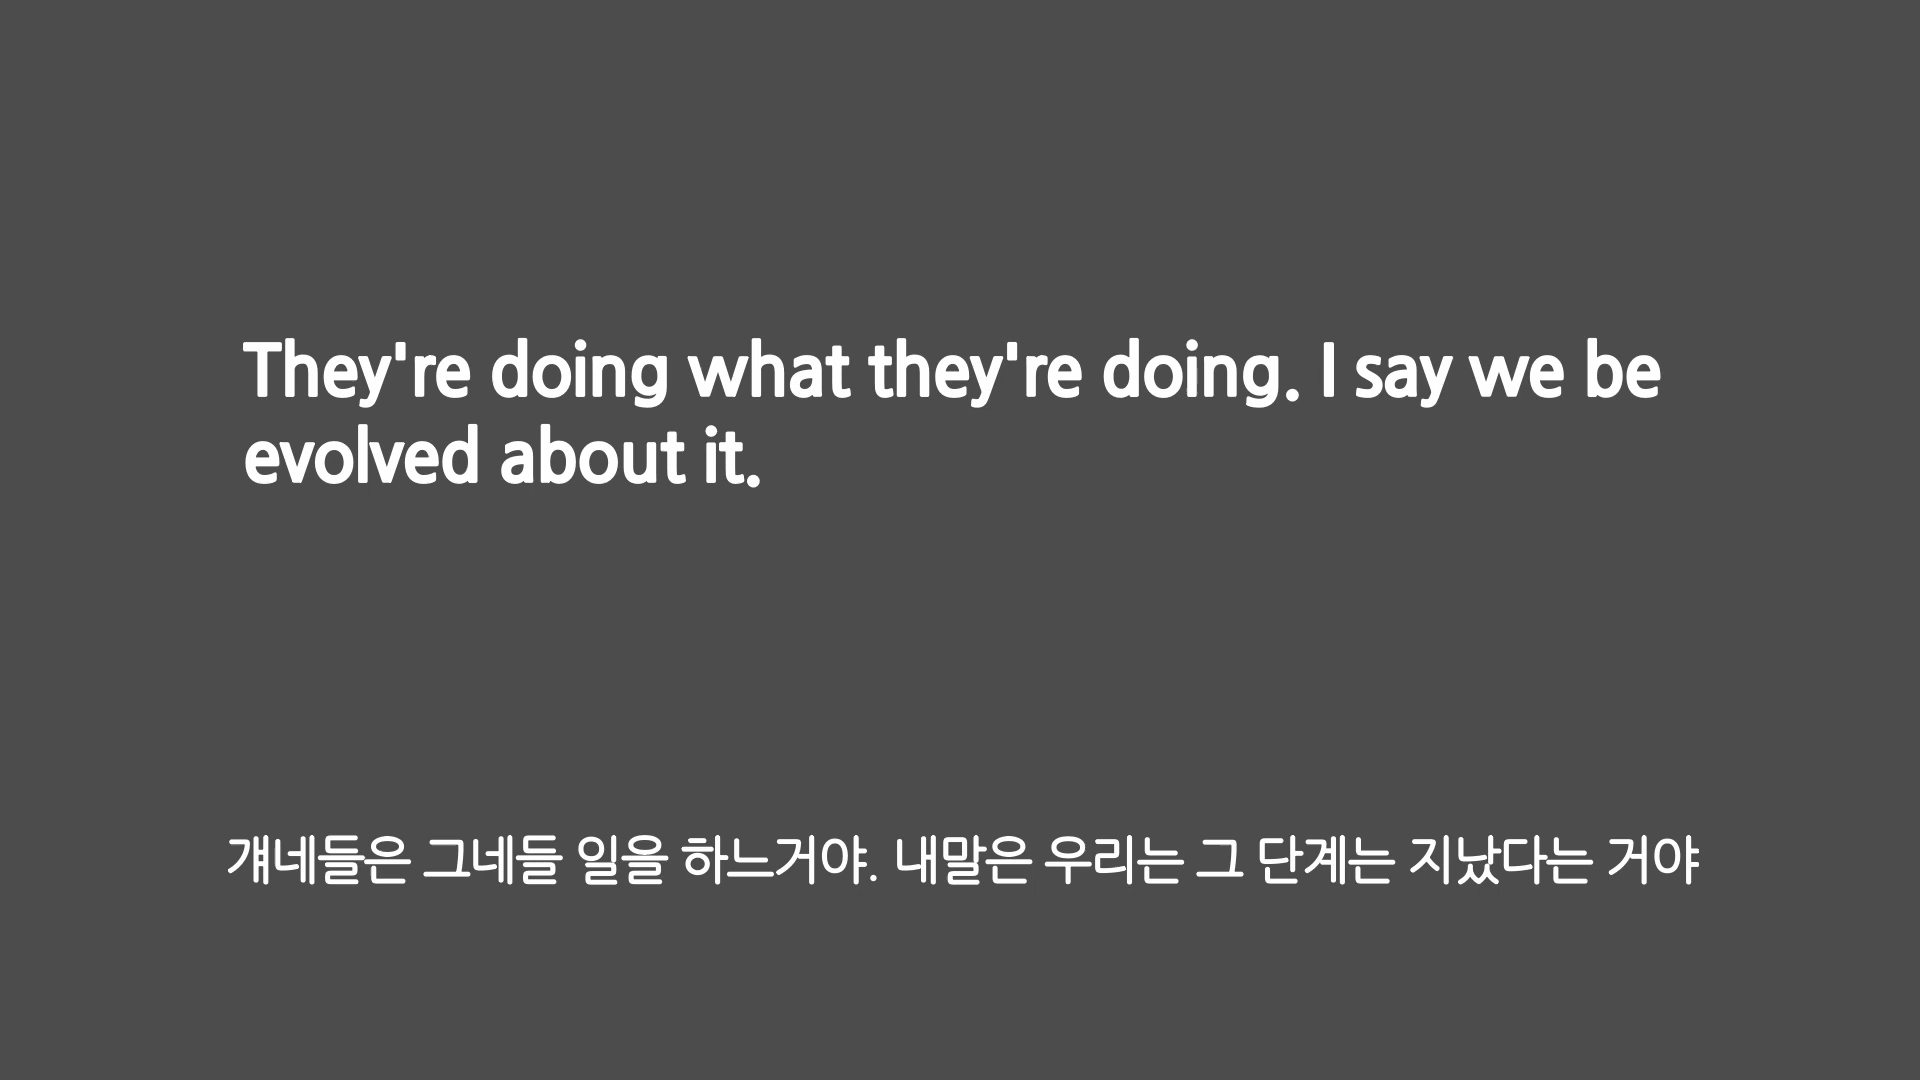 They're doing what they're doing. I say we be
evolved about it.
걔네들은 그네들 일을 하느거야. 내말은 우리는 그 단계는 지났다는 거야